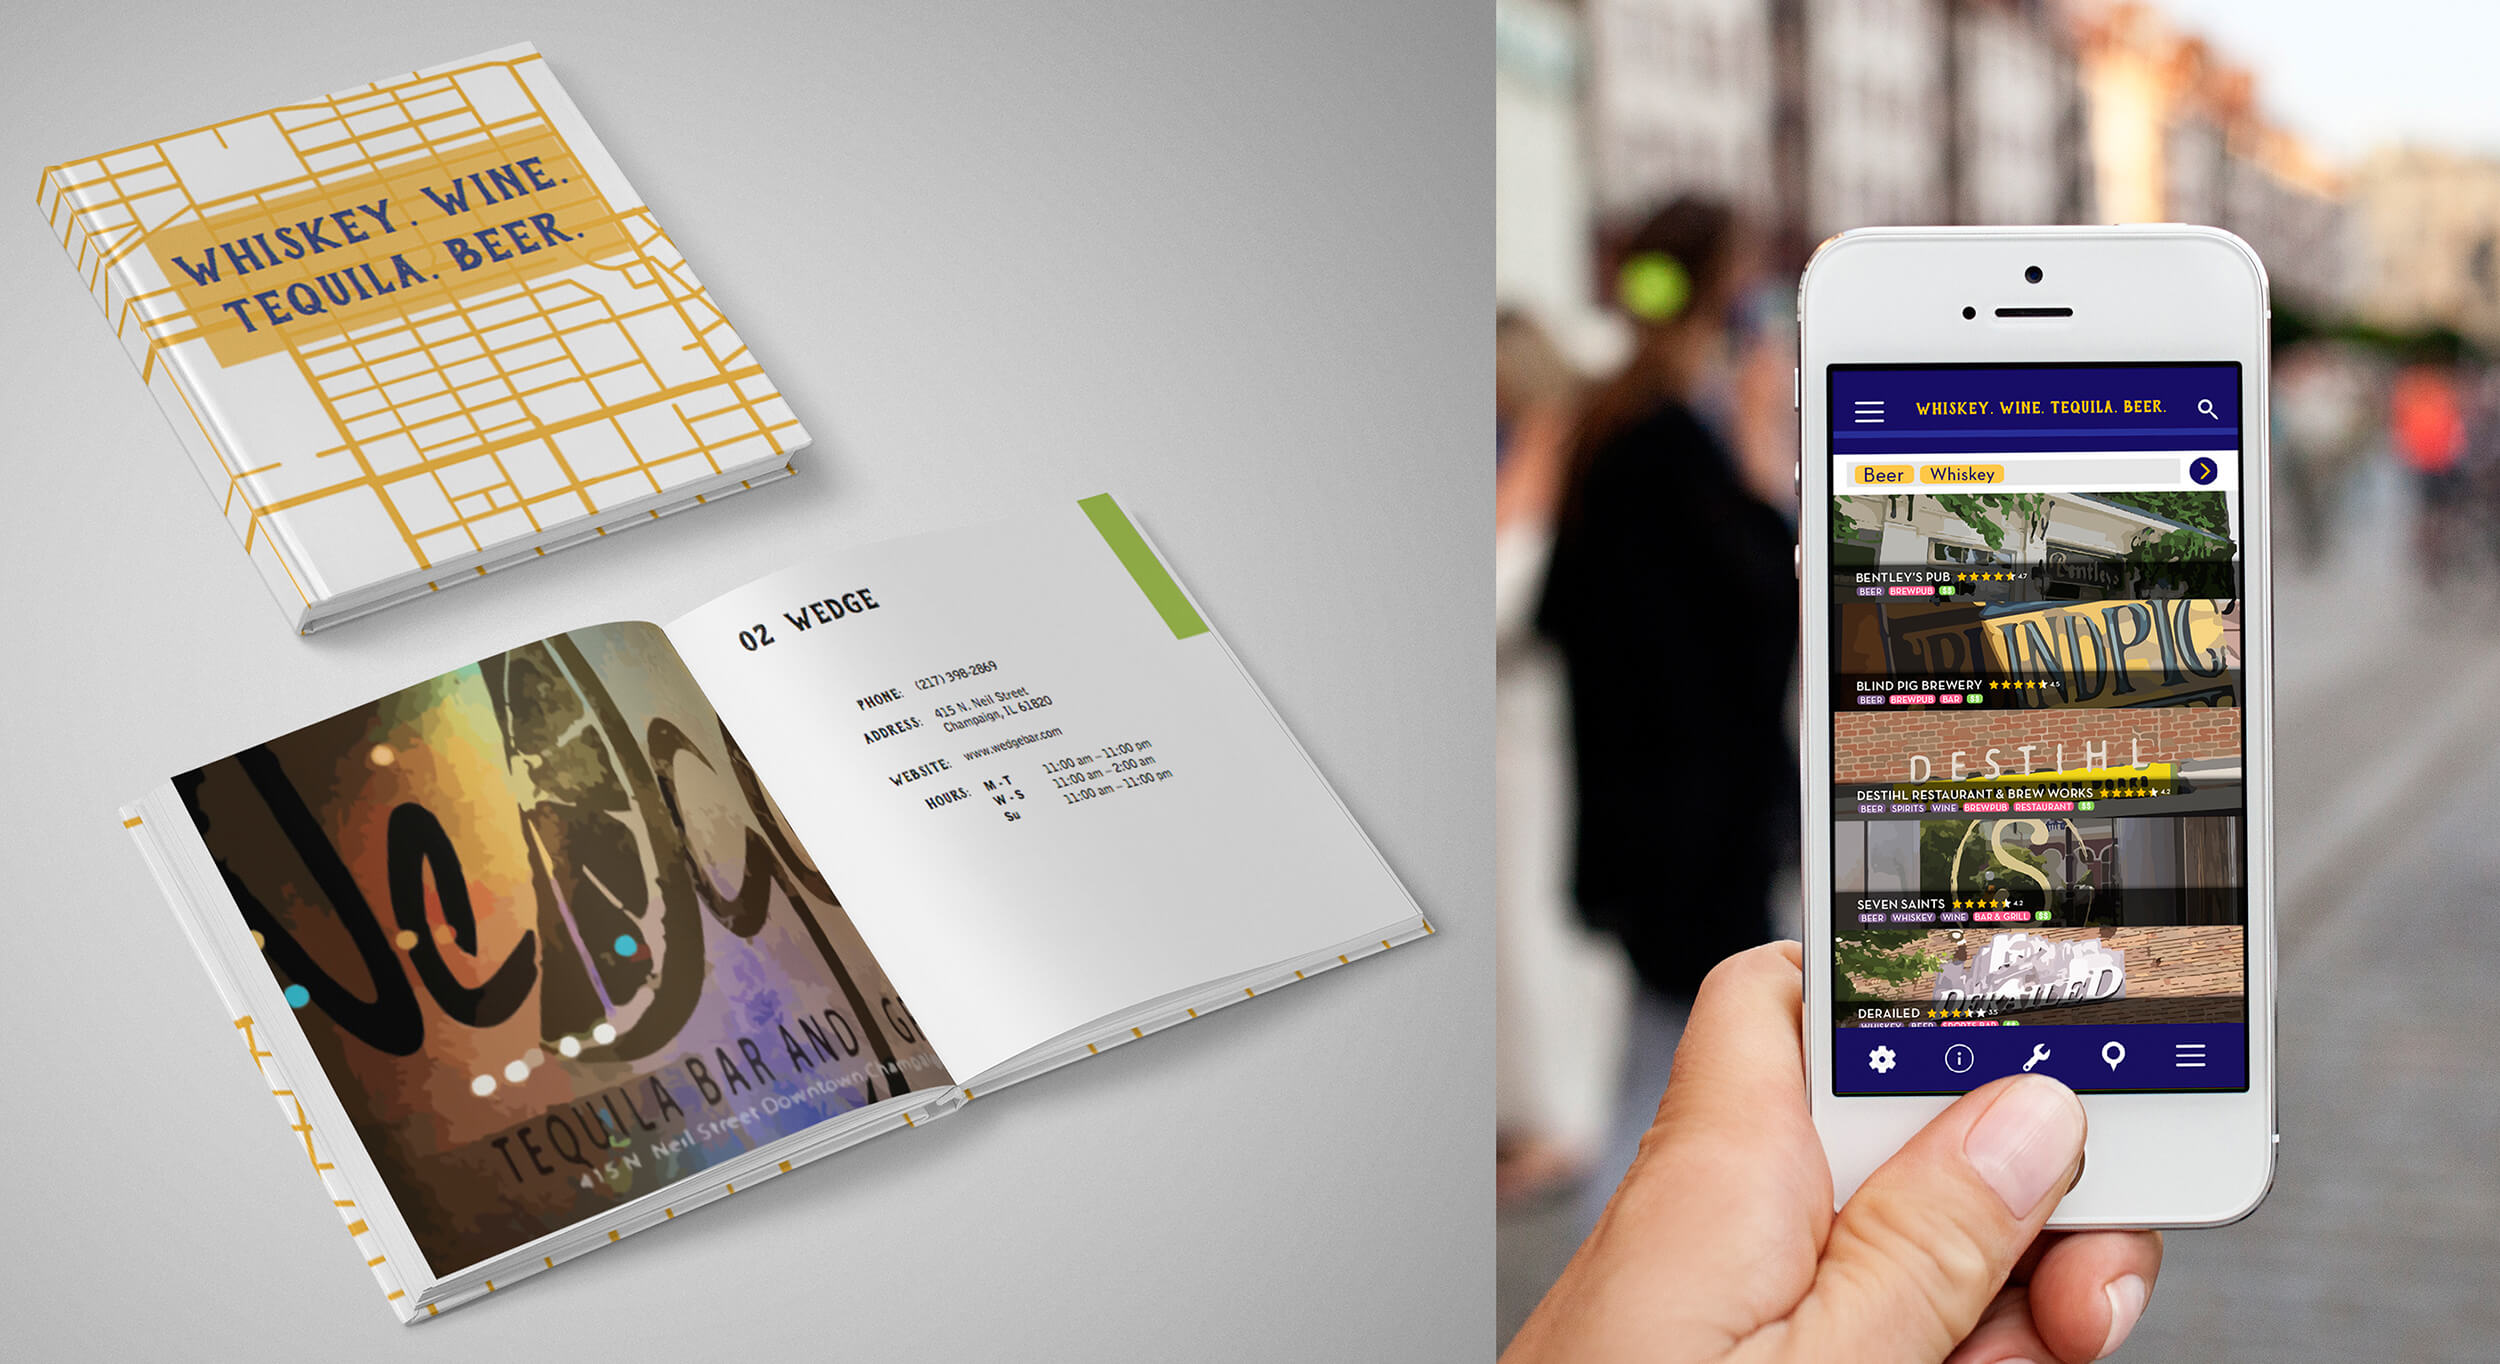 WHISKEY. WINE.
TEQUILA. BEER.
02 WEDGE
PHONE: (217) 398-2869
ADDRESS: 415 N. Neil Street
Champaign, IL 61820
WEBSITE: www.wedgebar.com
HOURS: M - T 11:00 am – 11:00 pm
W - S 11:00 am – 2:00 am
Su 11:00 am – 11:00 pm
TEQUILA BAR AND
415 N Neil Street Downtown
WHISKEY. WINE. TEQUILA. BEER.
Beer Whiskey
Bentley's
BENTLEY'S PUB 4.7
BEER BREWPUB $$
BLIND PIG
BLIND PIG BREWERY 4.5
BEER BREWPUB BAR $$
DESTIHL
DESTIHL RESTAURANT & BREW WORKS 4.2
BEER SPIRITS WINE BREWPUB RESTAURANT $$
S
SEVEN SAINTS 4.2
BEER WHISKEY WINE BAR & GRILL $$
DERAILED
DERAILED 3.5
WHISKEY BEER SPORTS BAR $$